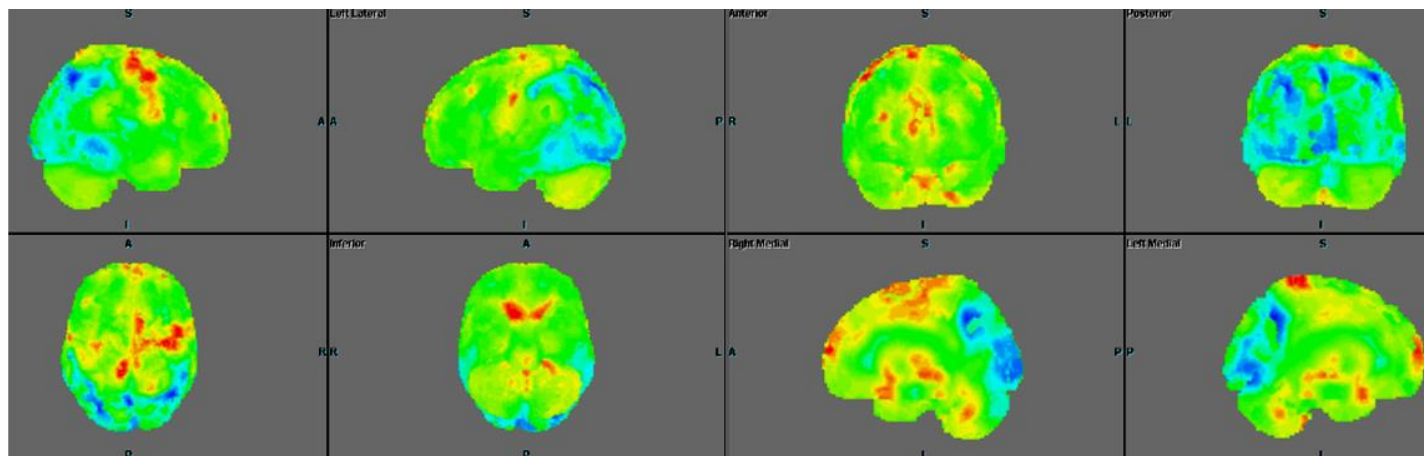 S
Left Lateral S
Anterior S
Posterior S
A A
P R
L L
I I I I
A
Inferior A
Right Medial S
Left Medial S
R R
L A
P P
I I